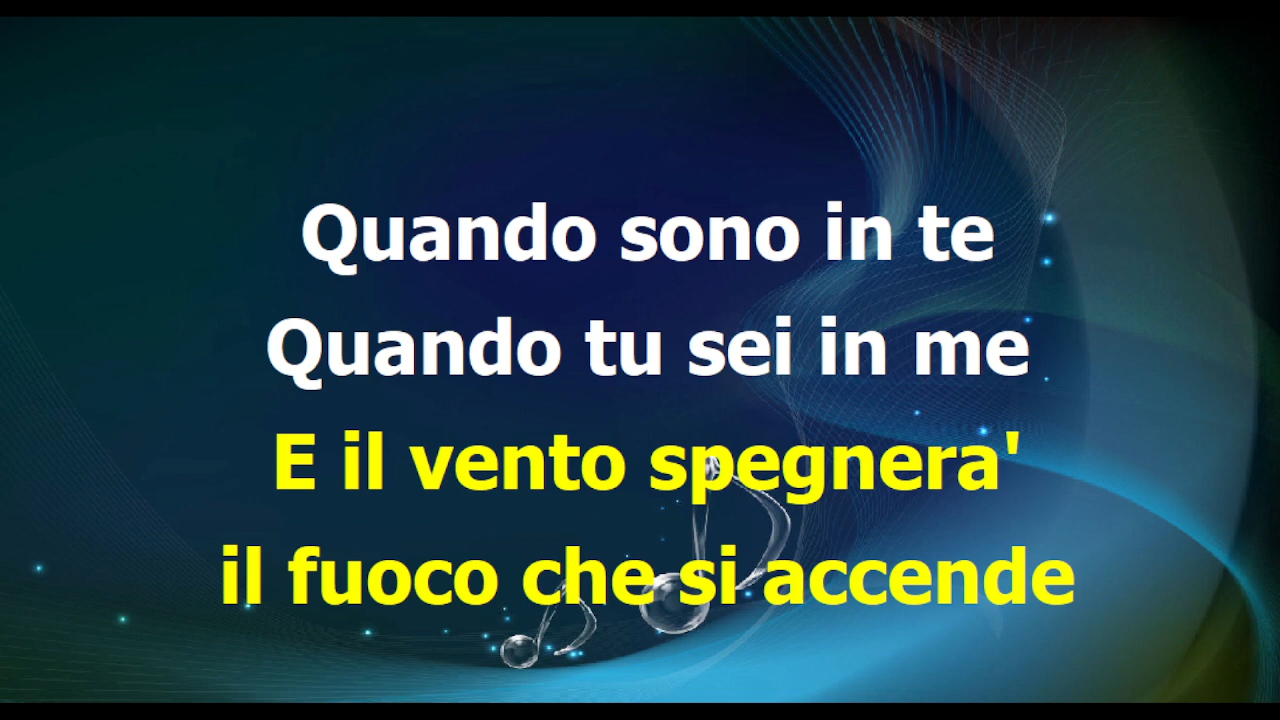 Quando sono in te
Quando tu sei in me
E il vento spegnera'
il fuoco che si accende